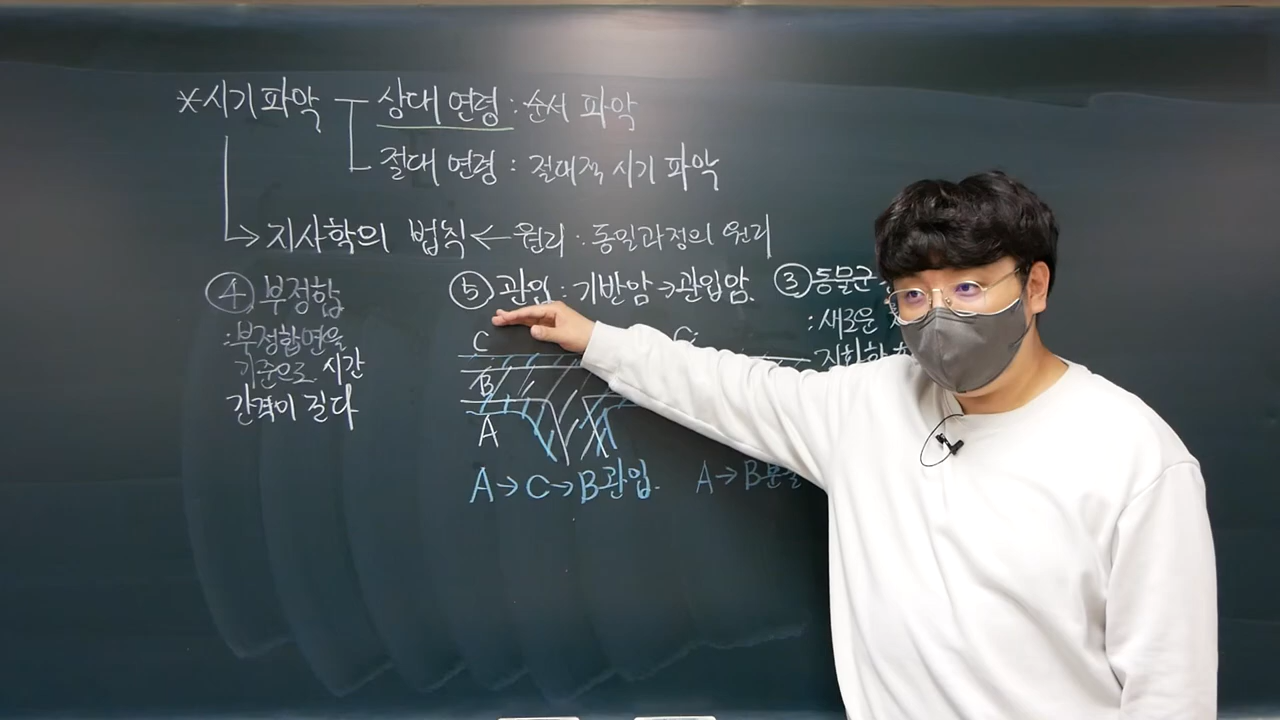 *시기 파악 상대 연령 : 순서 파악
절대 연령 : 절대적 시기 파악
→ 지사학의 법칙 ← 원리 : 동일과정의 원리
④ 부정합
: 부정합면을
기준으로 시간
간격이 길다
⑤ 관입 : 기반암 → 관입암.
C
B
A
A → C → B 관입.
C
A → B
③ 동물군
: 새로운